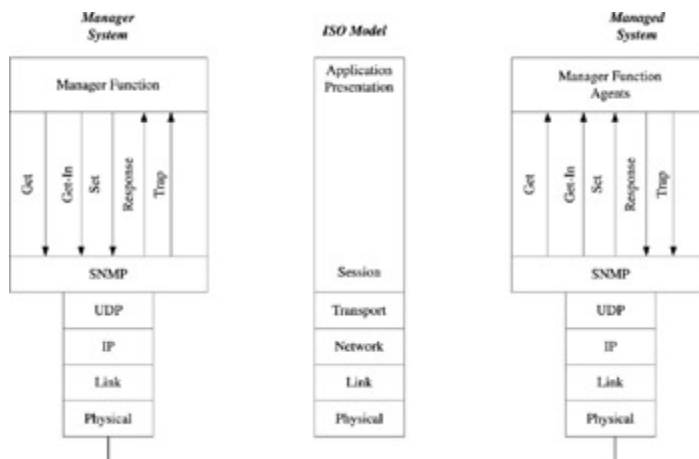 Manager
System
Manager Function
Get
Get-In
Set
Response
Trap
SNMP
UDP
IP
Link
Physical
ISO Model
Application
Presentation
Session
Transport
Network
Link
Physical
Managed
System
Manager Function
Agents
Get
Get-In
Set
Response
Trap
SNMP
UDP
IP
Link
Physical